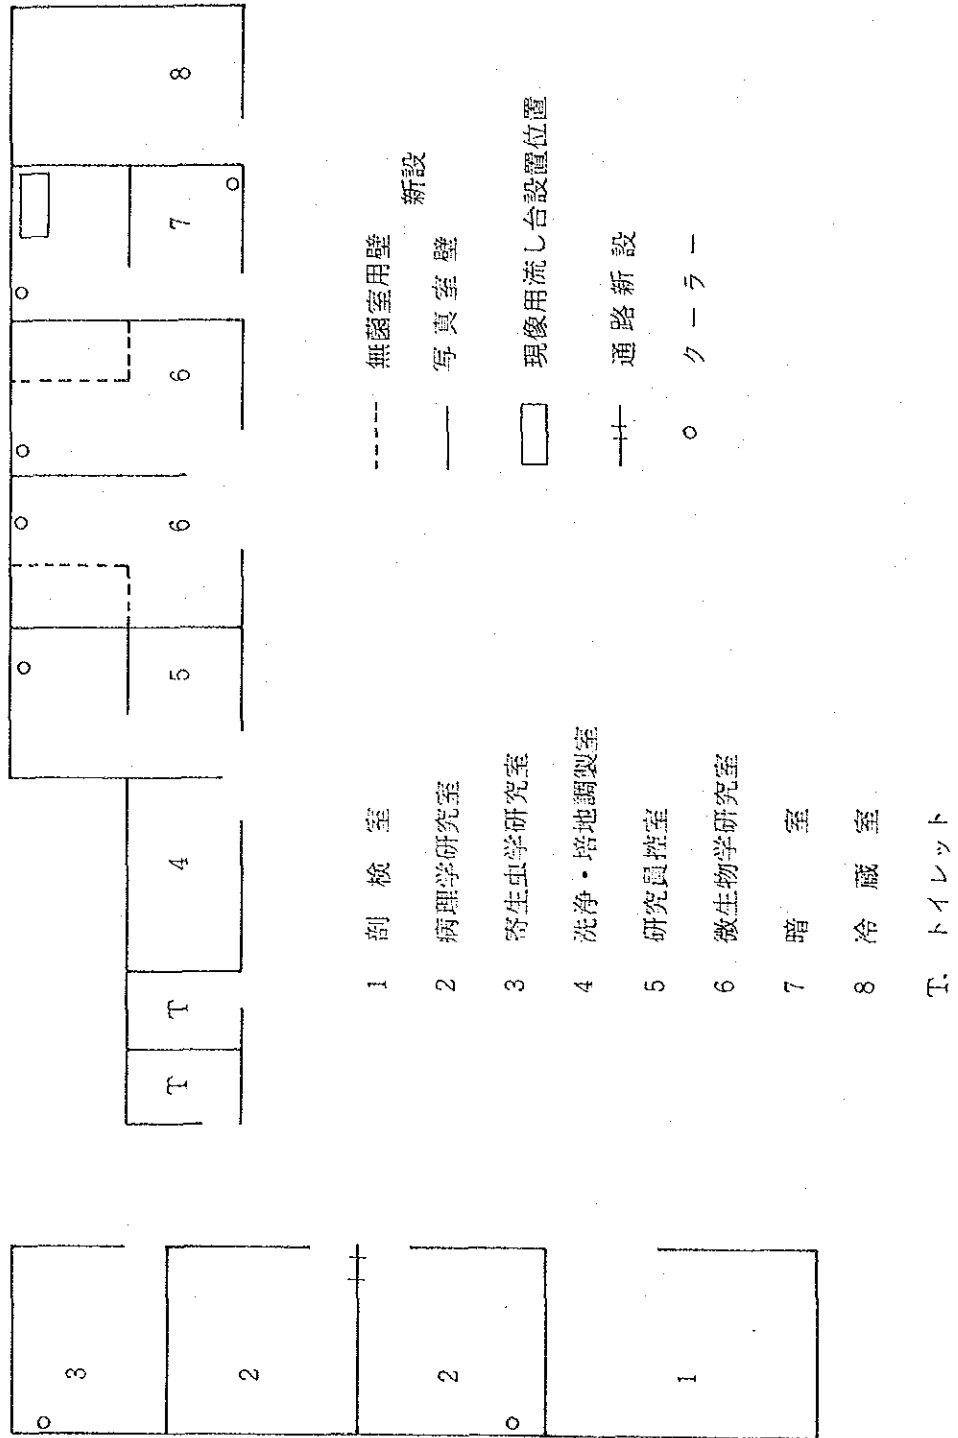 3
2
2
1
T
T
4
5
6
6
7
8
1 剖検室
2 病理学研究室
3 寄生虫学研究室
4 洗浄・培地調製室
5 研究員控室
6 微生物学研究室
7 暗室
8 冷蔵室
T. トイレット
無菌室用壁
新設
写真室壁
現像用流し台設置位置
通路新設
クーラー